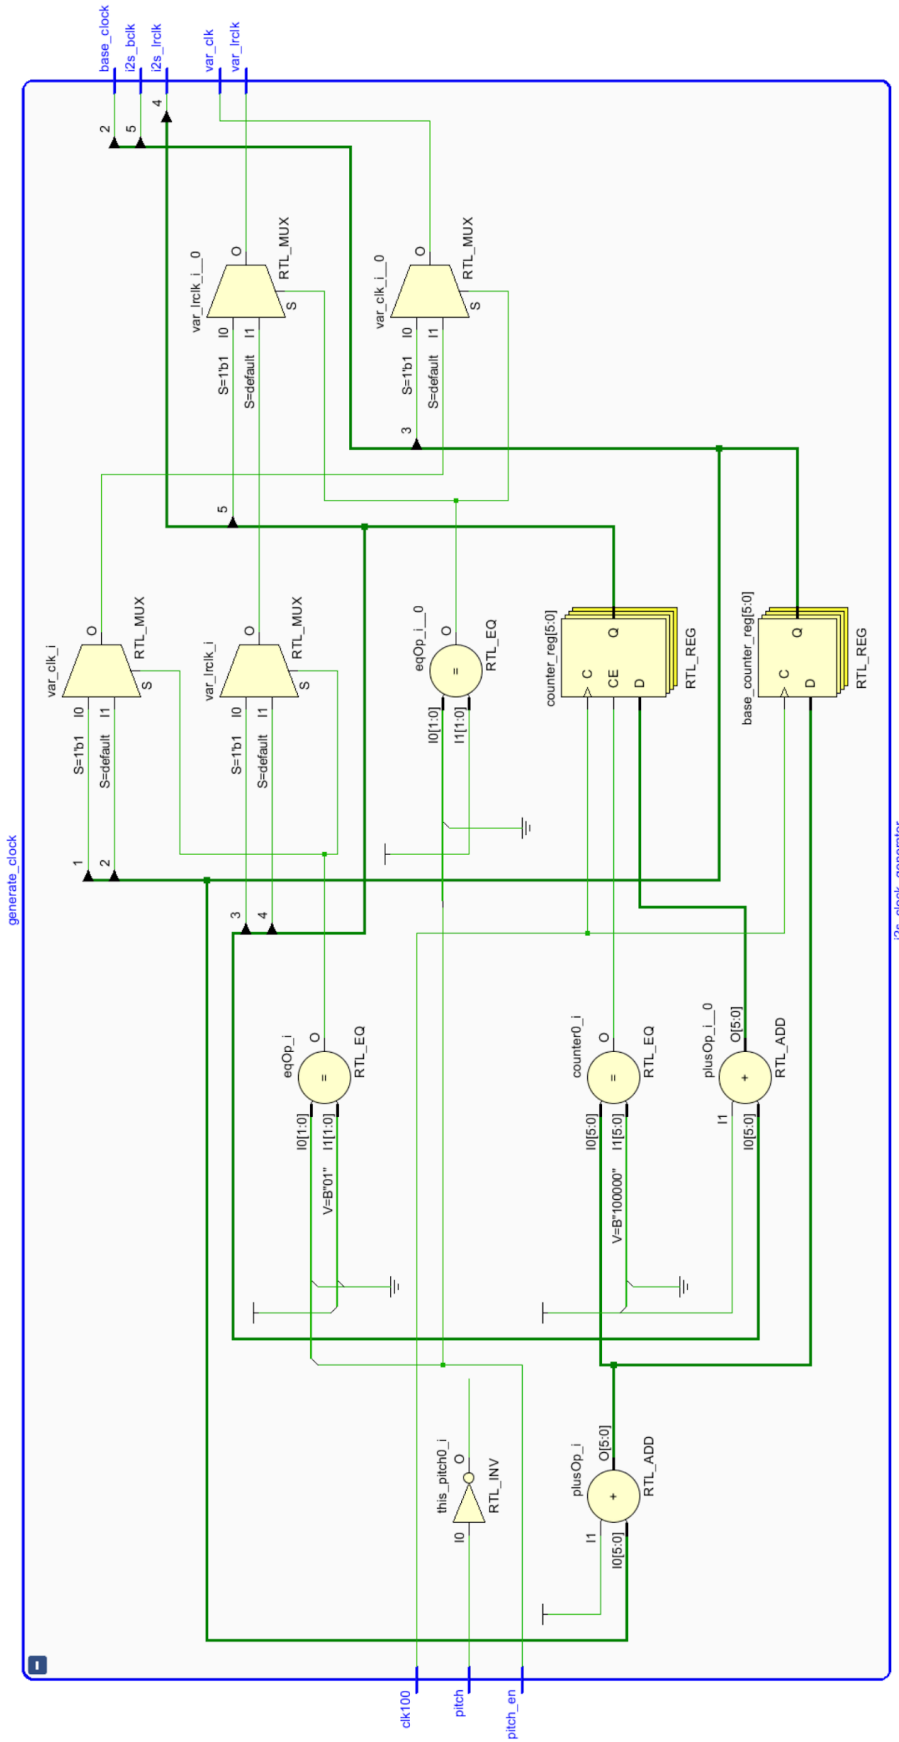 generate_clock
var_clk_i
S=1'b1
I0
1
S=default
I1
2
O
S
RTL_MUX
base_clock
2
i2s_bclk
5
i2s_lrclk
4
var_clk
var_lrclk
var_lrclk_i
S=1'b1
I0
3
S=default
I1
4
O
S
RTL_MUX
var_lrclk_i__0
S=1'b1
I0
5
S=default
I1
O
S
RTL_MUX
eqOp_i
I0[1:0]
V=B"01"
I1[1:0]
=
O
RTL_EQ
var_clk_i__0
S=1'b1
I0
3
S=default
I1
O
S
RTL_MUX
eqOp_i__0
I0[1:0]
I1[1:0]
=
O
RTL_EQ
clk100
pitch
pitch_en
this_pitch0_i
I0
O
RTL_INV
counter_reg[5:0]
C
CE
D
Q
RTL_REG
counter0_i
I0[5:0]
V=B"100000"
I1[5:0]
=
O
RTL_EQ
plusOp_i
I1
I0[5:0]
+
O[5:0]
RTL_ADD
plusOp_i__0
I1
I0[5:0]
+
O[5:0]
RTL_ADD
base_counter_reg[5:0]
C
D
Q
RTL_REG
i2s_clock_generator